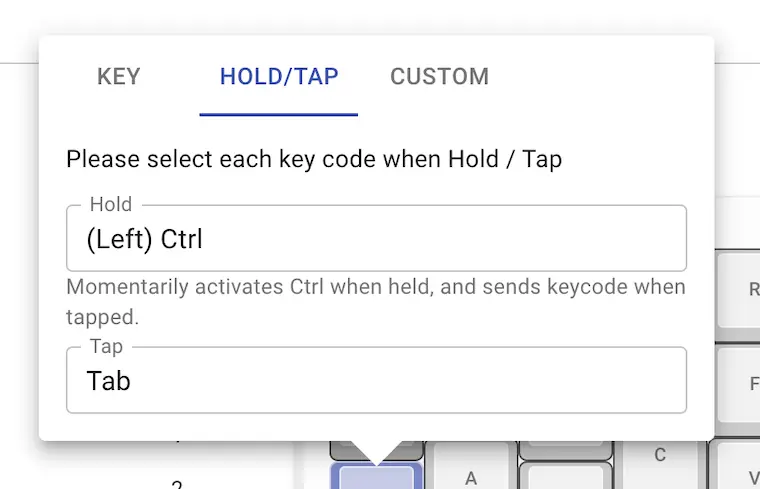 KEY HOLD/TAP CUSTOM
Please select each key code when Hold / Tap
Hold
(Left) Ctrl
Momentarily activates Ctrl when held, and sends keycode when
tapped.
Tap
Tab
R
F
C
A
V
2